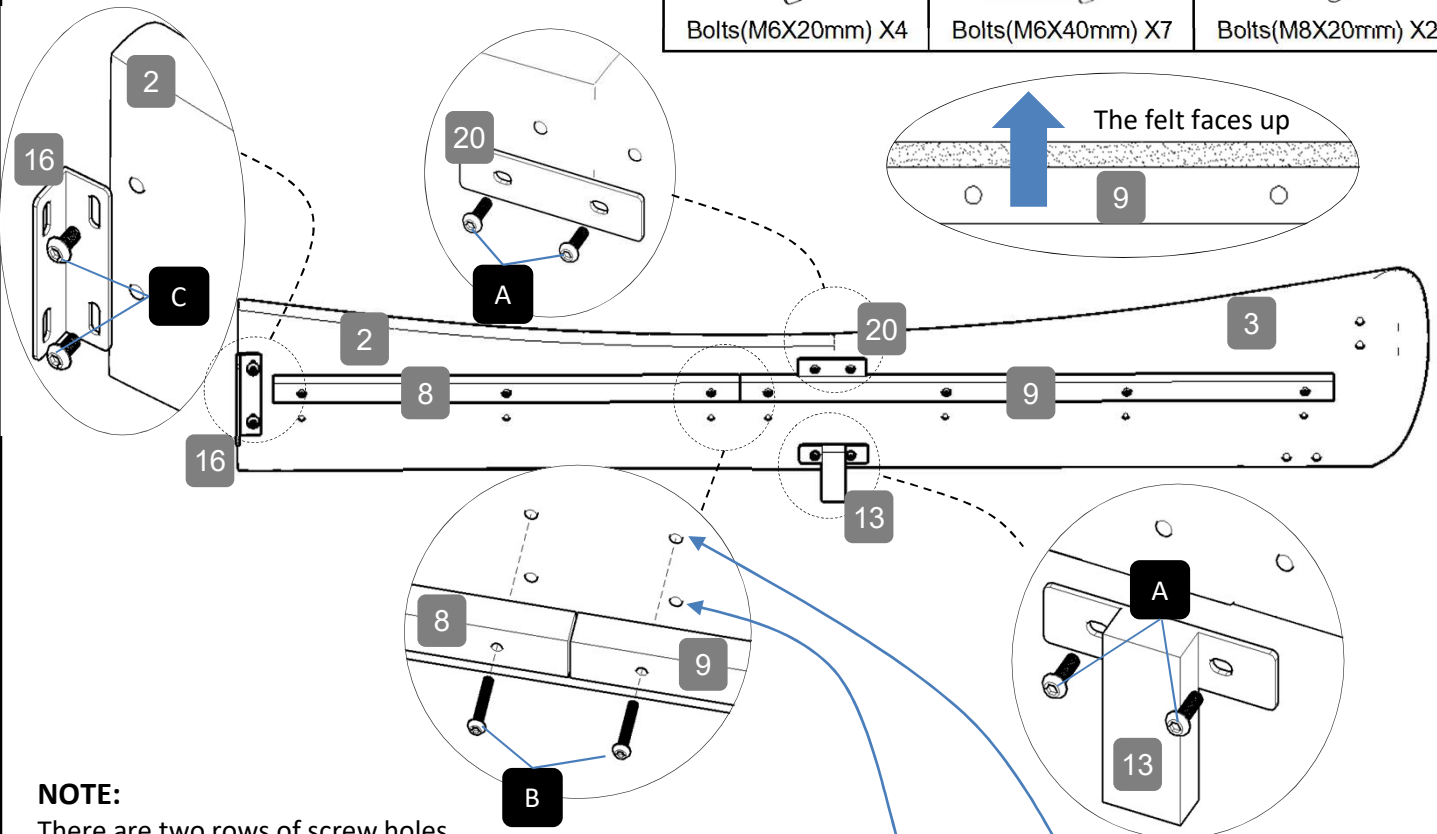 Bolts(M6X20mm) X4
Bolts(M6X40mm) X7
Bolts(M8X20mm) X2
2
16
C
20
A
The felt faces up
9
2
20
3
8
9
16
13
8
9
B
A
13
NOTE:
There are two rows of screw holes